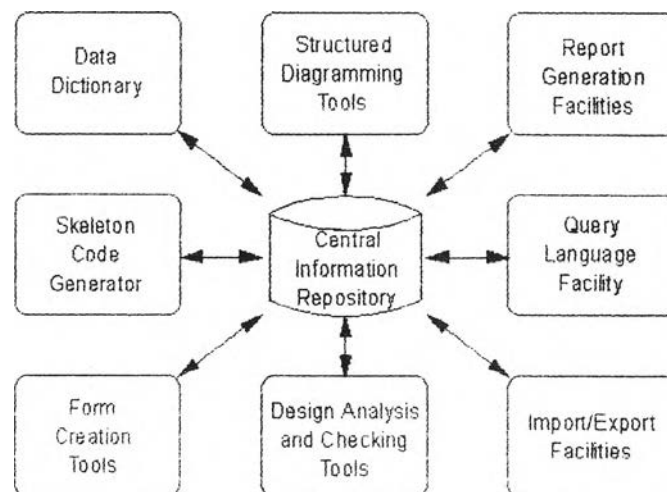 Data
Dictionary
Structured
Diagramming
Tools
Report
Generation
Facilities
Skeleton
Code
Generator
Central
Information
Repository
Query
Language
Facility
Form
Creation
Tools
Design Analysis
and Checking
Tools
Import/Export
Facilities